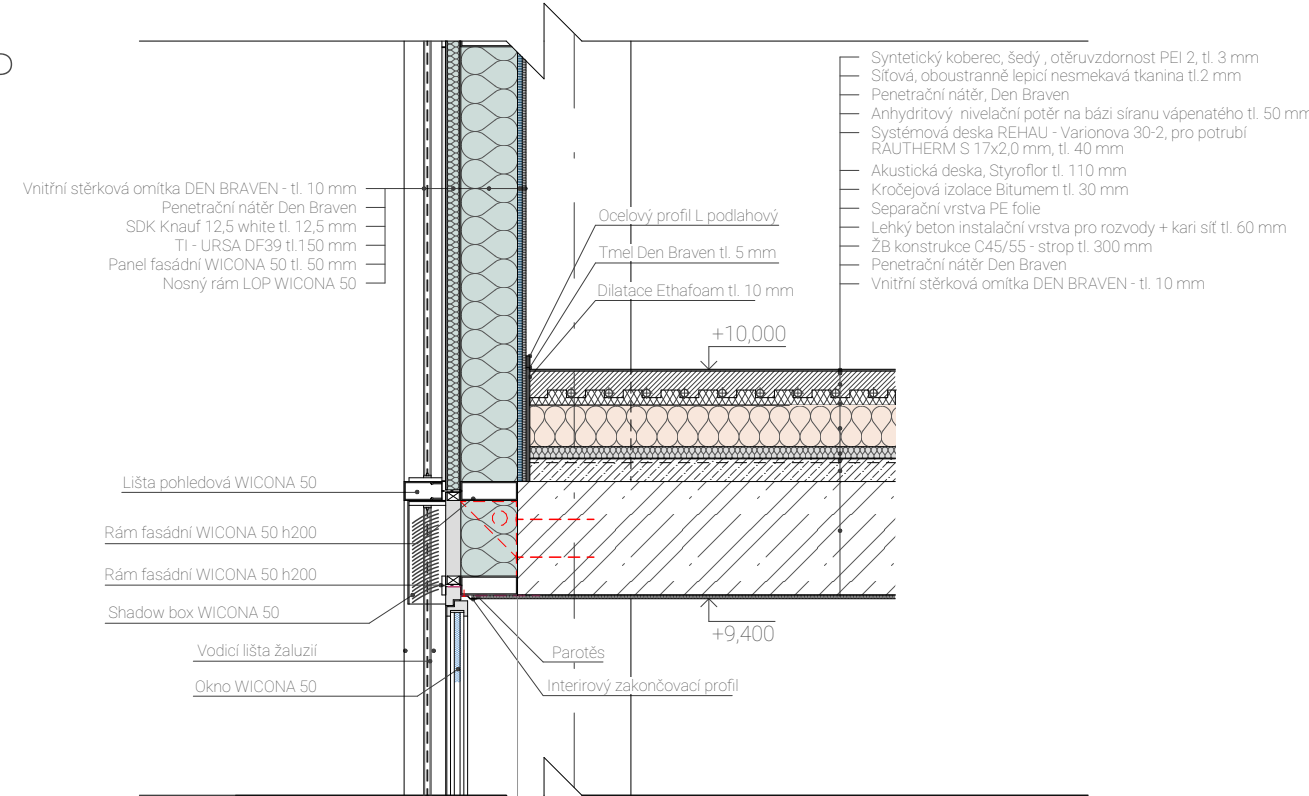 Syntetický koberec, šedý , otěruvzdornost PEI 2, tl. 3 mm
Síťová, oboustranně lepicí nesmekavá tkanina tl.2 mm
Penetrační nátěr, Den Braven
Anhydritový nivelační potěr na bázi síranu vápenatého tl. 50 mm
Systémová deska REHAU - Varionova 30-2, pro potrubí
RAUTHERM S 17x2,0 mm, tl. 40 mm
Akustická deska, Styroflor tl. 110 mm
Kročejová izolace Bitumem tl. 30 mm
Separační vrstva PE folie
Lehký beton instalační vrstva pro rozvody + kari síť tl. 60 mm
ŽB konstrukce C45/55 - strop tl. 300 mm
Penetrační nátěr Den Braven
Vnitřní stěrková omítka DEN BRAVEN - tl. 10 mm
Vnitřní stěrková omítka DEN BRAVEN - tl. 10 mm
Penetrační nátěr Den Braven
SDK Knauf 12,5 white tl. 12,5 mm
TI - URSA DF39 tl.150 mm
Panel fasádní WICONA 50 tl. 50 mm
Nosný rám LOP WICONA 50
Ocelový profil L podlahový
Tmel Den Braven tl. 5 mm
Dilatace Ethafoam tl. 10 mm
+10,000
Lišta pohledová WICONA 50
Rám fasádní WICONA 50 h200
Rám fasádní WICONA 50 h200
Shadow box WICONA 50
Vodicí lišta žaluzií
Okno WICONA 50
+9,400
Parotěs
Interirový zakončovací profil